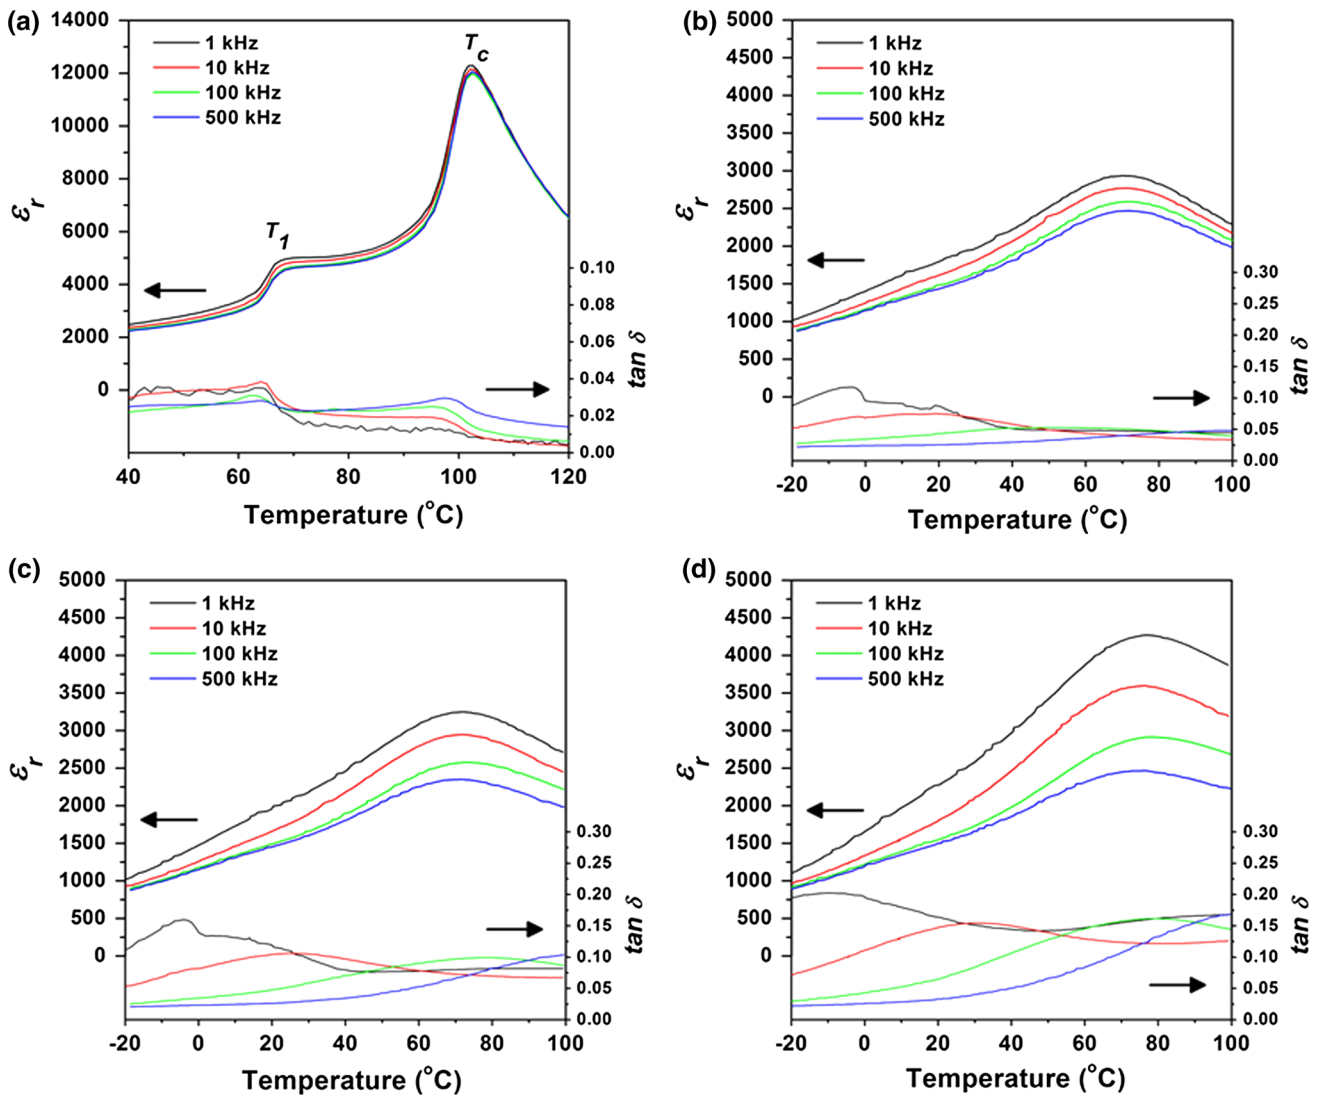 (a)
14000
12000
10000
8000
6000
4000
2000
0
εr
1 kHz
10 kHz
100 kHz
500 kHz
T1
Tc
0.10
0.08
0.06
0.04
0.02
0.00
tan δ
40 60 80 100 120
Temperature (oC)
(b)
5000
4500
4000
3500
3000
2500
2000
1500
1000
500
0
εr
1 kHz
10 kHz
100 kHz
500 kHz
0.30
0.25
0.20
0.15
0.10
0.05
0.00
tan δ
-20 0 20 40 60 80 100
Temperature (oC)
(c)
5000
4500
4000
3500
3000
2500
2000
1500
1000
500
0
εr
1 kHz
10 kHz
100 kHz
500 kHz
0.30
0.25
0.20
0.15
0.10
0.05
0.00
tan δ
-20 0 20 40 60 80 100
Temperature (oC)
(d)
5000
4500
4000
3500
3000
2500
2000
1500
1000
500
0
εr
1 kHz
10 kHz
100 kHz
500 kHz
0.30
0.25
0.20
0.15
0.10
0.05
0.00
tan δ
-20 0 20 40 60 80 100
Temperature (oC)